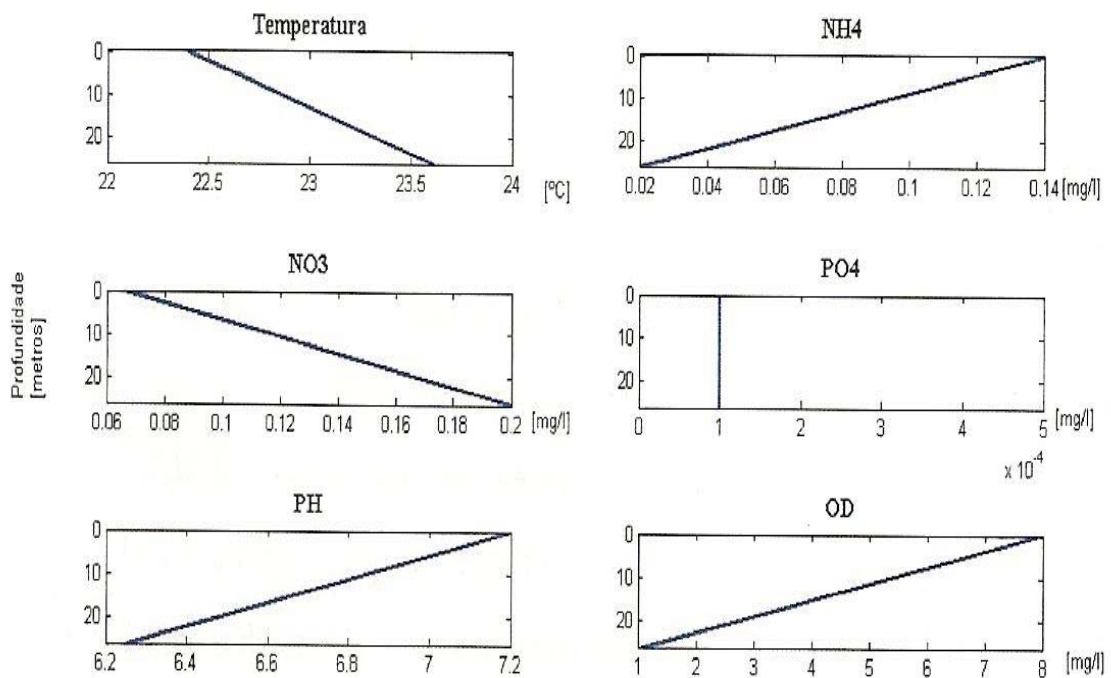 Temperatura
0
10
20
22 22.5 23 23.5 24 [ºC]
NH4
0
10
20
0.02 0.04 0.06 0.08 0.1 0.12 0.14 [mg/l]
Profundidade
[metros]
NO3
0
10
20
0.06 0.08 0.1 0.12 0.14 0.16 0.18 0.2 [mg/l]
PO4
0
10
20
0 1 2 3 4 5 [mg/l]
x 10-4
PH
0
10
20
6.2 6.4 6.6 6.8 7 7.2
OD
0
10
20
1 2 3 4 5 6 7 8 [mg/l]